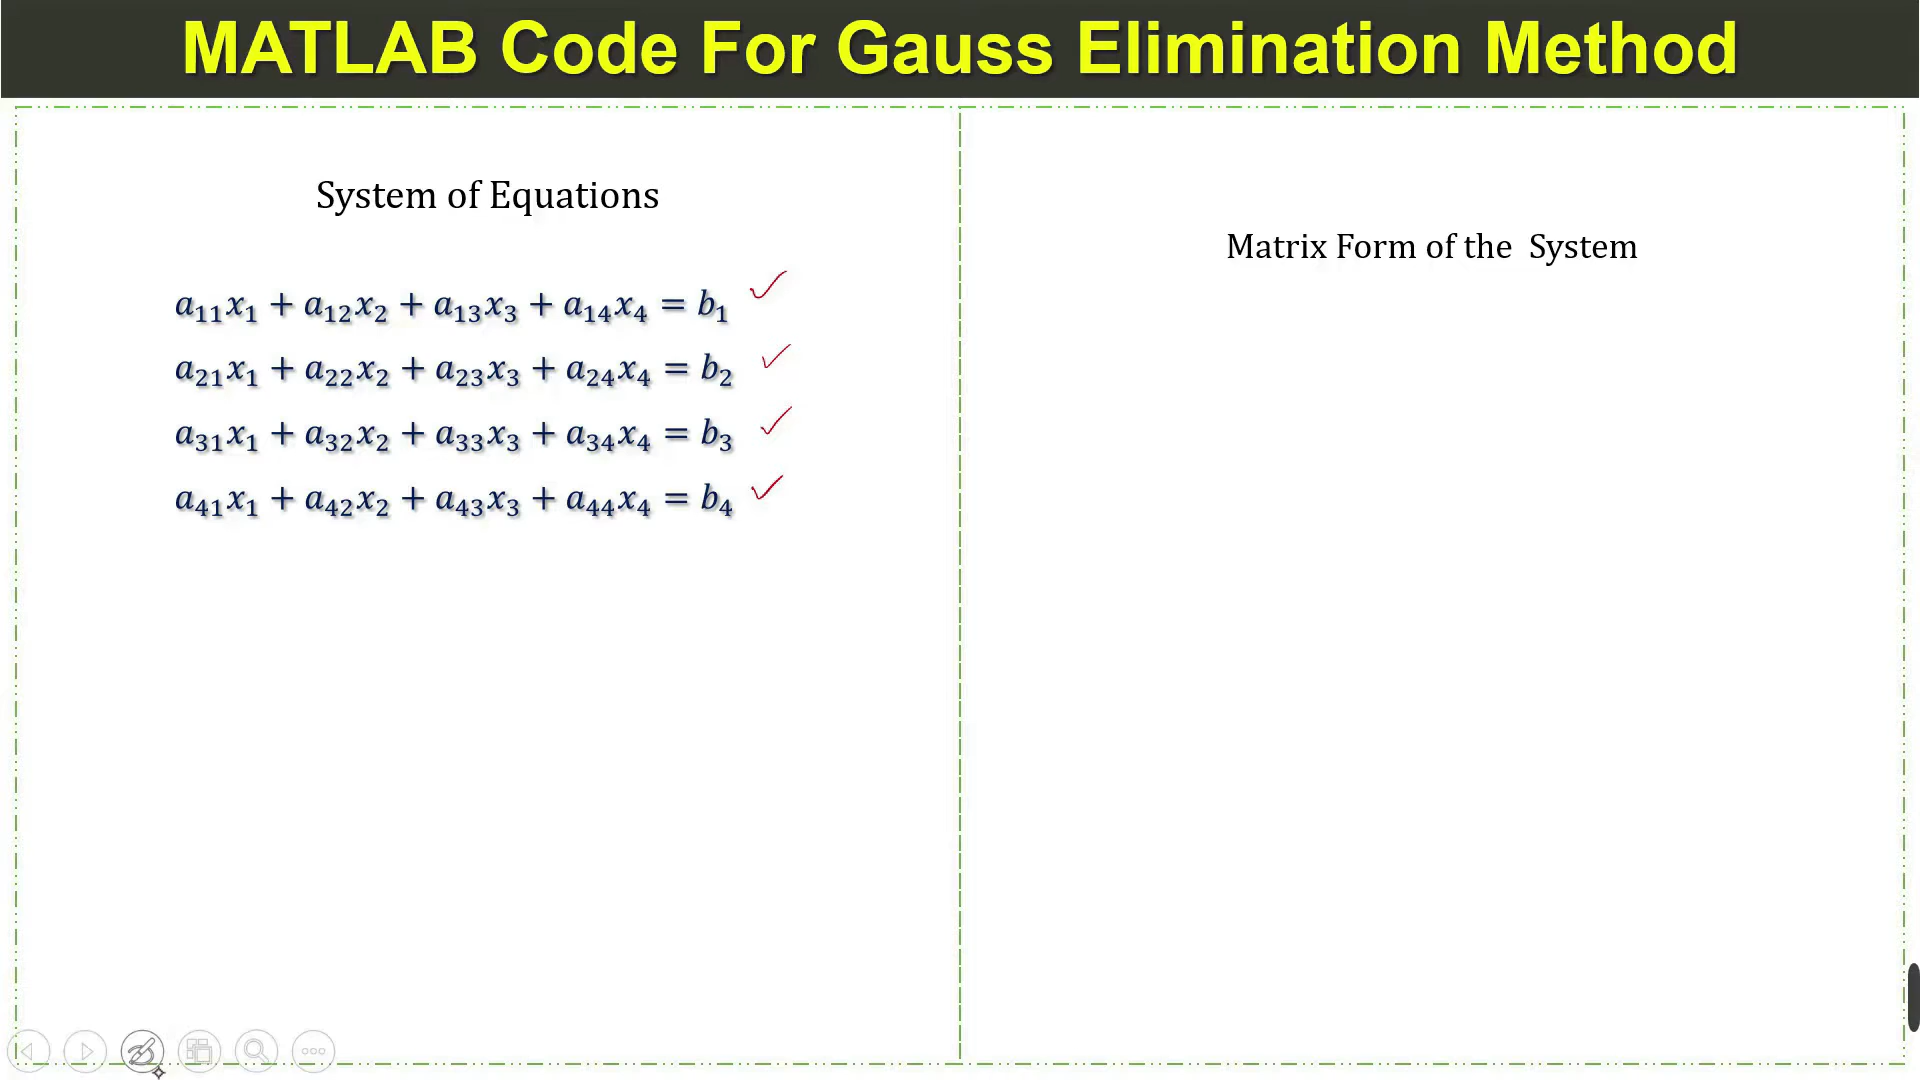 MATLAB Code For Gauss Elimination Method
System of Equations
a₁₁x₁ + a₁₂x₂ + a₁₃x₃ + a₁₄x₄ = b₁
a₂₁x₁ + a₂₂x₂ + a₂₃x₃ + a₂₄x₄ = b₂
a₃₁x₁ + a₃₂x₂ + a₃₃x₃ + a₃₄x₄ = b₃
a₄₁x₁ + a₄₂x₂ + a₄₃x₃ + a₄₄x₄ = b₄
Matrix Form of the System